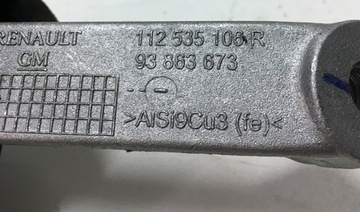 RENAULT 112 535 106 R
GM 93 863 673
>AlSi9Cu3 (fe)<